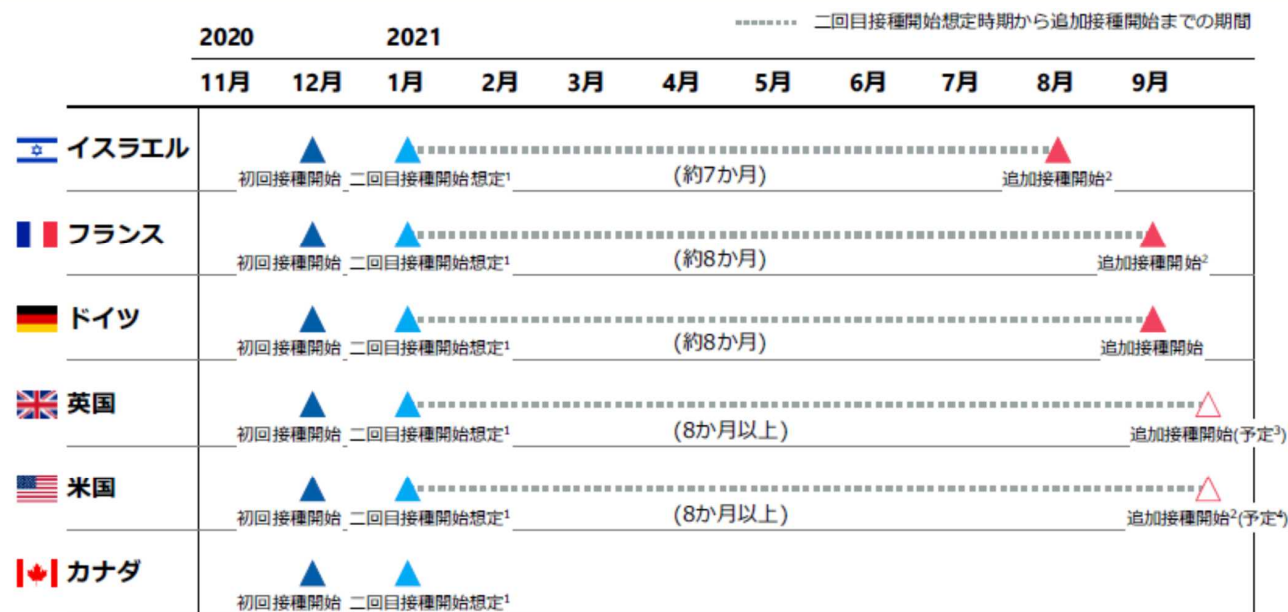 二回目接種開始想定時期から追加接種開始までの期間
2020 2021
11月 12月 1月 2月 3月 4月 5月 6月 7月 8月 9月
イスラエル
(約7か月)
初回接種開始 二回目接種開始想定¹ 追加接種開始²
フランス
(約8か月)
初回接種開始 二回目接種開始想定¹ 追加接種開始²
ドイツ
(約8か月)
初回接種開始 二回目接種開始想定¹ 追加接種開始
英国
(8か月以上)
初回接種開始 二回目接種開始想定¹ 追加接種開始(予定³)
米国
(8か月以上)
初回接種開始 二回目接種開始想定¹ 追加接種開始²(予定⁴)
カナダ
初回接種開始 二回目接種開始想定¹